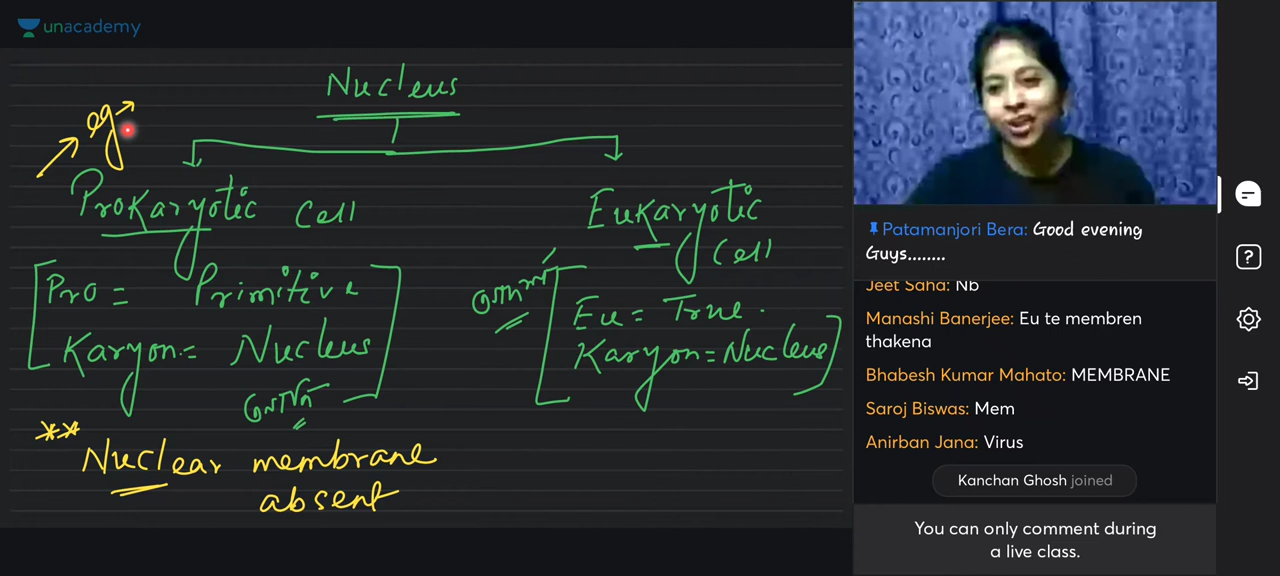 unacademy
Nucleus
eg
Prokaryotic Cell
Eukaryotic
Cell
Pro = Primitive
Karyon = Nucleus
Eu = True.
Karyon = Nucleus
**
Nuclear membrane
absent
Patamanjori Bera: Good evening
Guys........
Jeet Saha: Nb
Manashi Banerjee: Eu te membren
thakena
Bhabesh Kumar Mahato: MEMBRANE
Saroj Biswas: Mem
Anirban Jana: Virus
Kanchan Ghosh joined
You can only comment during
a live class.
?